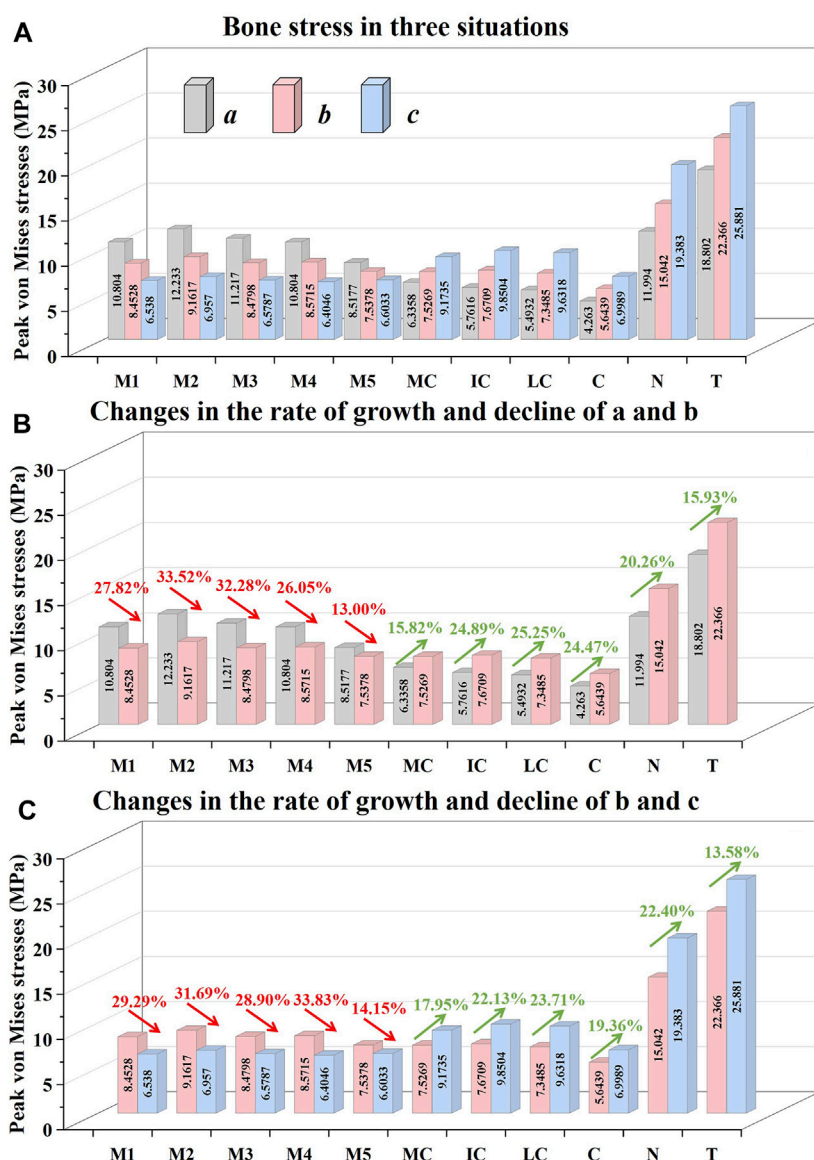 A
Bone stress in three situations
Peak von Mises stresses (MPa)
30
25
20
15
10
5
0
a b c
10.804 8.4528 6.538
12.233 9.1617 6.957
11.217 8.4798 6.5787
10.804 8.5715 6.4046
8.5177 7.5378 6.6033
6.3358 7.5269 9.1735
5.7616 7.6709 9.8504
5.4932 7.3485 9.6318
4.263 5.6439 6.9989
11.994 15.042 19.383
18.802 22.366 25.881
M1 M2 M3 M4 M5 MC IC LC C N T
B
Changes in the rate of growth and decline of a and b
Peak von Mises stresses (MPa)
30
25
20
15
10
5
0
27.82% 33.52% 32.28% 26.05% 13.00% 15.82% 24.89% 25.25% 24.47% 20.26% 15.93%
10.804 8.4528
12.233 9.1617
11.217 8.4798
10.804 8.5715
8.5177 7.5378
6.3358 7.5269
5.7616 7.6709
5.4932 7.3485
4.263 5.6439
11.994 15.042
18.802 22.366
M1 M2 M3 M4 M5 MC IC LC C N T
C
Changes in the rate of growth and decline of b and c
Peak von Mises stresses (MPa)
30
25
20
15
10
5
0
29.29% 31.69% 28.90% 33.83% 14.15% 17.95% 22.13% 23.71% 19.36% 22.40% 13.58%
8.4528 6.538
9.1617 6.957
8.4798 6.5787
8.5715 6.4046
7.5378 6.6033
7.5269 9.1735
7.6709 9.8504
7.3485 9.6318
5.6439 6.9989
15.042 19.383
22.366 25.881
M1 M2 M3 M4 M5 MC IC LC C N T